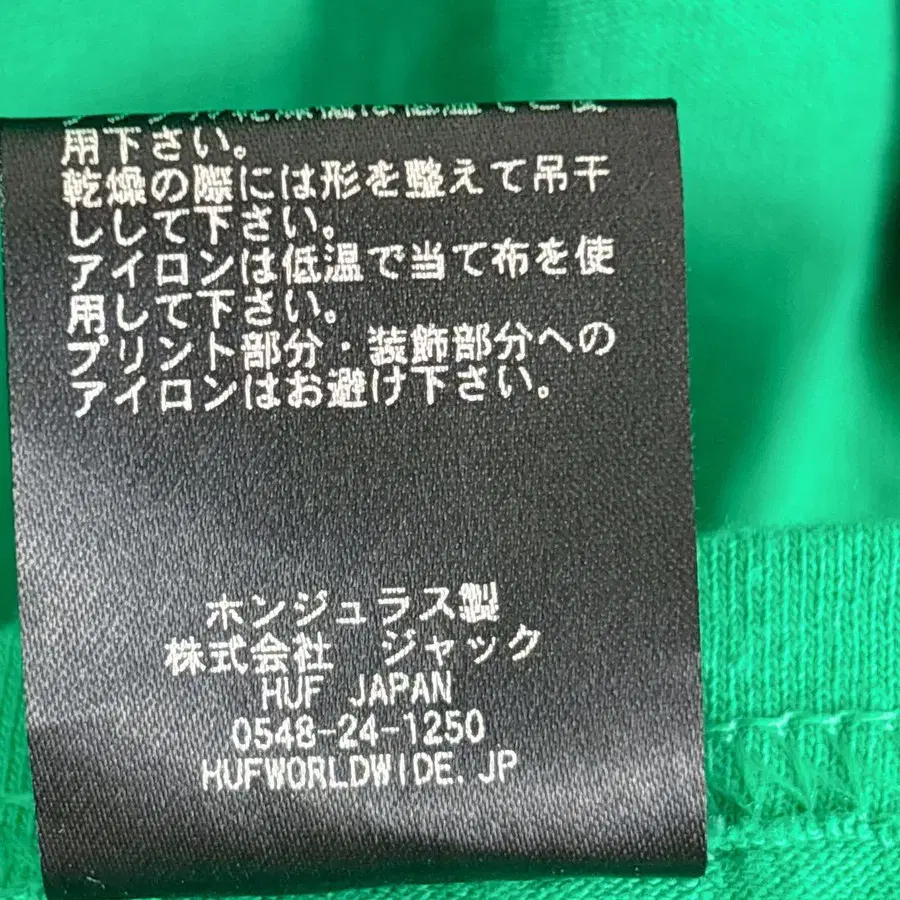 用下さい。
乾燥の際には形を整えて吊干
しして下さい。
アイロンは低温で当て布を使
用して下さい。
プリント部分・装飾部分への
アイロンはお避け下さい。
ホンジュラス製
株式会社　ジャック
HUF JAPAN
0548-24-1250
HUFWORLDWIDE.JP